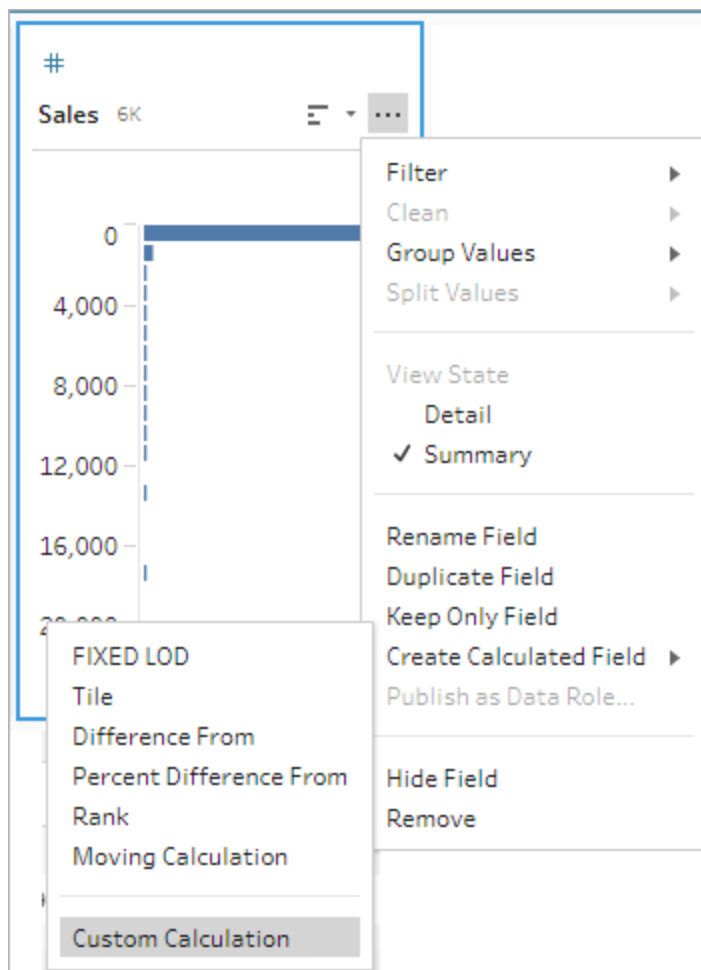 #
Sales 6K
Filter
Clean
Group Values
Split Values
View State
Detail
✓ Summary
Rename Field
Duplicate Field
Keep Only Field
Create Calculated Field
Publish as Data Role...
Hide Field
Remove
0
4,000
8,000
12,000
16,000
FIXED LOD
Tile
Difference From
Percent Difference From
Rank
Moving Calculation
Custom Calculation